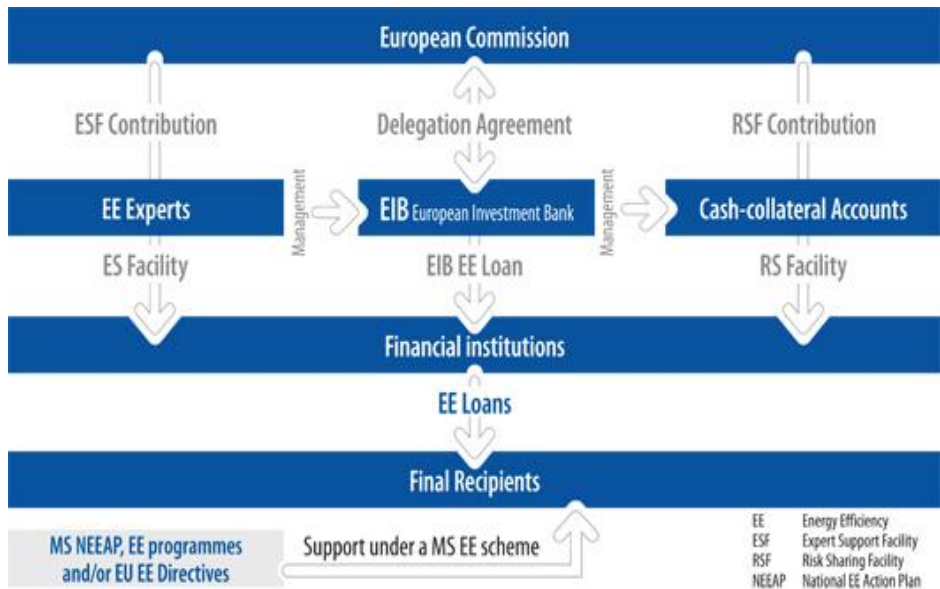 European Commission
ESF Contribution
Delegation Agreement
RSF Contribution
EE Experts
Management
EIB European Investment Bank
Management
Cash-collateral Accounts
ES Facility
EIB EE Loan
RS Facility
Financial institutions
EE Loans
Final Recipients
MS NEEAP, EE programmes
and/or EU EE Directives
Support under a MS EE scheme
EE Energy Efficiency
ESF Expert Support Facility
RSF Risk Sharing Facility
NEEAP National EE Action Plan